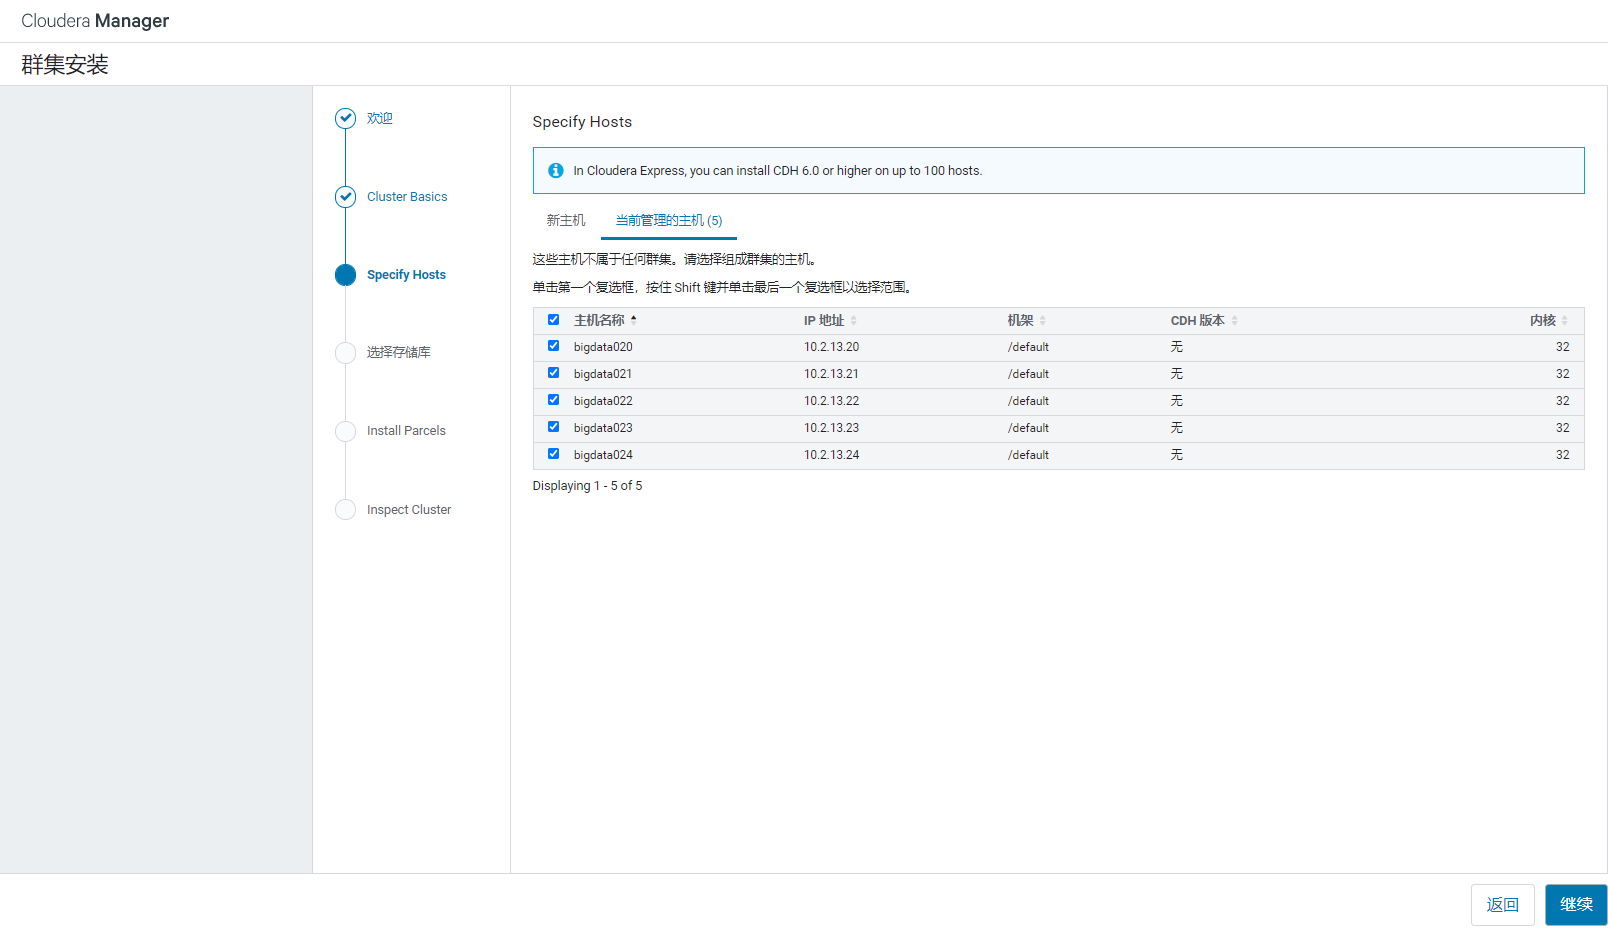 Cloudera Manager
群集安装
欢迎
Cluster Basics
Specify Hosts
选择存储库
Install Parcels
Inspect Cluster
Specify Hosts
In Cloudera Express, you can install CDH 6.0 or higher on up to 100 hosts.
新主机 当前管理的主机 (5)
这些主机不属于任何群集。请选择组成群集的主机。
单击第一个复选框，按住 Shift 键并单击最后一个复选框以选择范围。
主机名称 IP 地址 机架 CDH 版本 内核
bigdata020 10.2.13.20 /default 无 32
bigdata021 10.2.13.21 /default 无 32
bigdata022 10.2.13.22 /default 无 32
bigdata023 10.2.13.23 /default 无 32
bigdata024 10.2.13.24 /default 无 32
Displaying 1 - 5 of 5
返回 继续